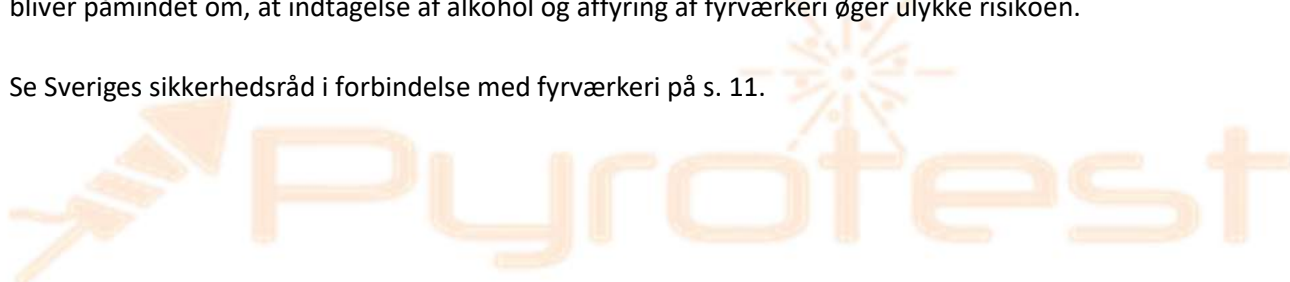 bliver påmindet om, at indtagelse af alkohol og affyring af fyrværkeri øger ulykke risikoen.
Se Sveriges sikkerhedsråd i forbindelse med fyrværkeri på s. 11.
Pyrotest